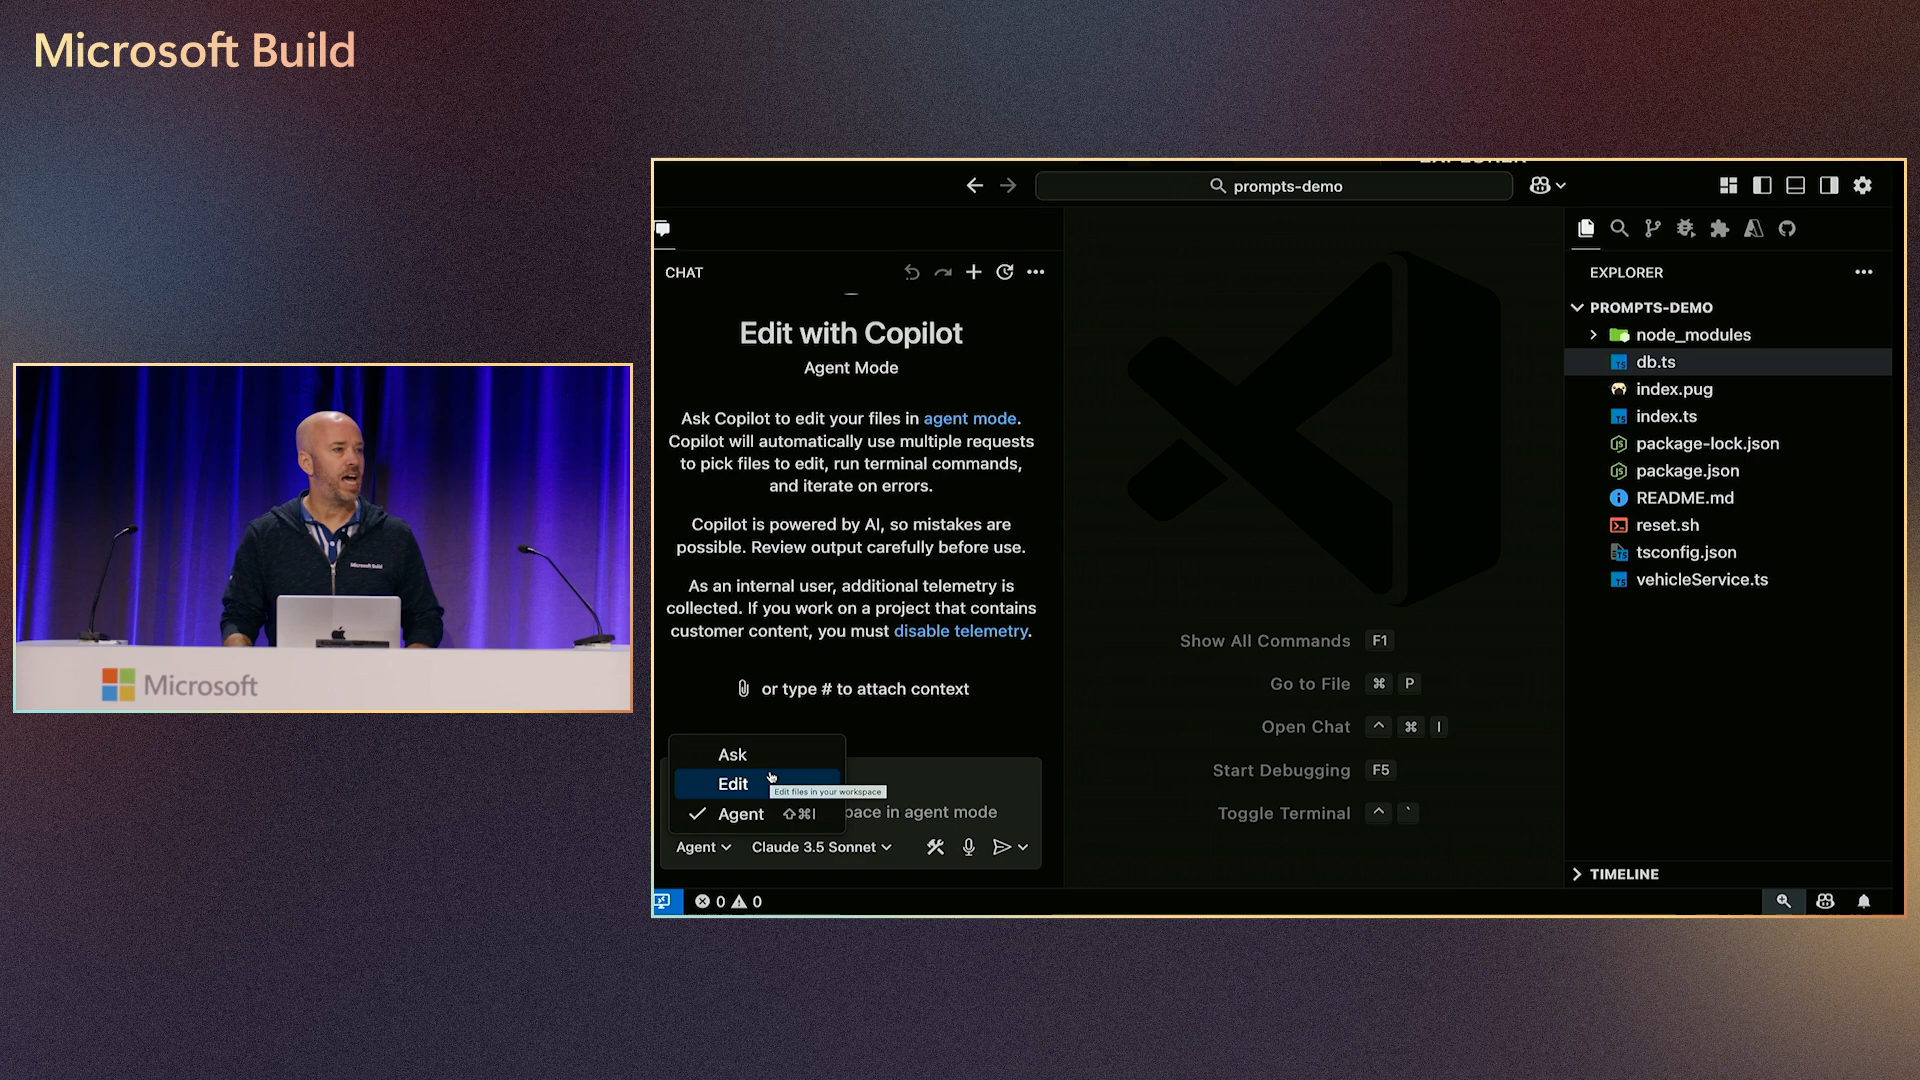 Microsoft Build
prompts-demo
CHAT
Edit with Copilot
Agent Mode
Ask Copilot to edit your files in agent mode.
Copilot will automatically use multiple requests
to pick files to edit, run terminal commands,
and iterate on errors.
Copilot is powered by AI, so mistakes are
possible. Review output carefully before use.
As an internal user, additional telemetry is
collected. If you work on a project that contains
customer content, you must disable telemetry.
or type # to attach context
Ask
Edit
Edit files in your workspace
Agent ⇧⌘I
pace in agent mode
Agent
Claude 3.5 Sonnet
0 0
Show All Commands F1
Go to File ⌘ P
Open Chat ^ ⌘ I
Start Debugging F5
Toggle Terminal ^ `
EXPLORER
PROMPTS-DEMO
node_modules
TS db.ts
index.pug
TS index.ts
package-lock.json
package.json
README.md
reset.sh
TS tsconfig.json
TS vehicleService.ts
TIMELINE
Microsoft Build
Microsoft